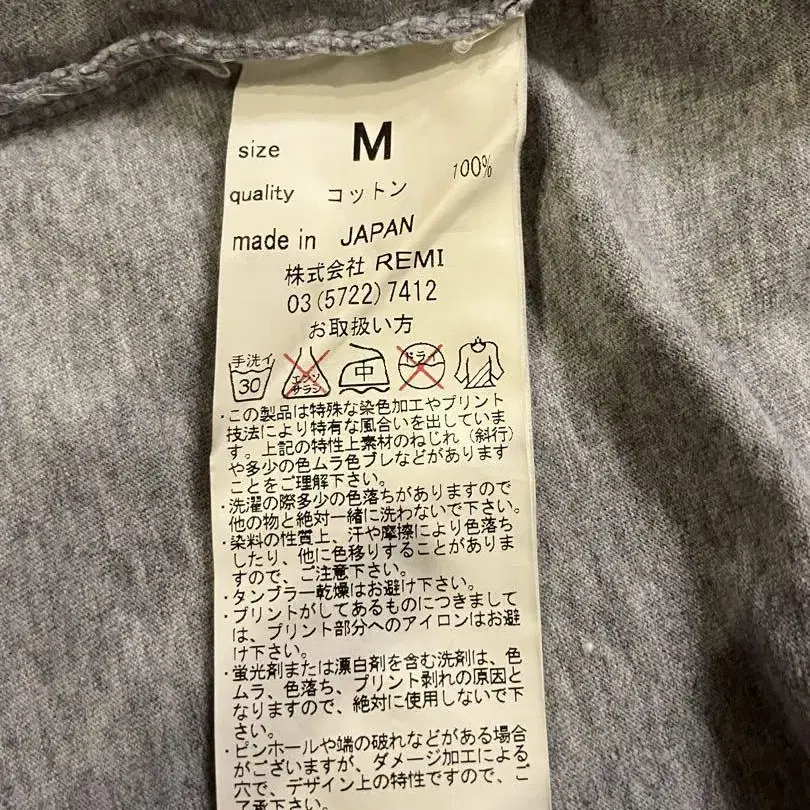 size M
quality コットン 100%
made in JAPAN
株式会社 REMI
03(5722)7412
お取扱い方
手洗イ 30 エンソ サラシ 中 ドライ
・この製品は特殊な染色加工やプリント
技法により特有な風合いを出していま
す。上記の特性上素材のねじれ（斜行）
や多少の色ムラ色ブレなどがあります
ことをご理解下さい。
・洗濯の際多少の色落ちがありますので
他の物と絶対一緒に洗わないで下さい。
・染料の性質上、汗や摩擦により色落ち
したり、他に色移りすることがありま
すので、ご注意下さい。
・タンブラー乾燥はお避け下さい。
・プリントがしてあるものにつきまして
は、プリント部分へのアイロンはお避
け下さい。
・蛍光剤または漂白剤を含む洗剤は、色
ムラ、色落ち、プリント剥れの原因と
なりますので、絶対に使用しないで下
さい。
・ピンホールや端の破れなどがある場合
がございますが、ダメージ加工による
穴で、デザイン上の特性ですので、ご
了承下さい。